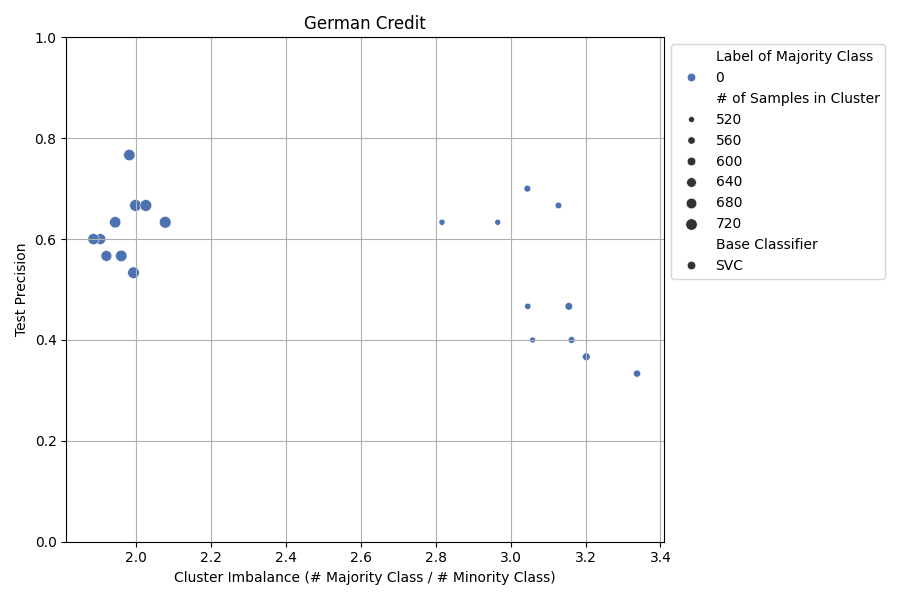 German Credit
1.0
0.8
0.6
0.4
0.2
0.0
Test Precision
2.0 2.2 2.4 2.6 2.8 3.0 3.2 3.4
Cluster Imbalance (# Majority Class / # Minority Class)
Label of Majority Class
0
# of Samples in Cluster
520
560
600
640
680
720
Base Classifier
SVC